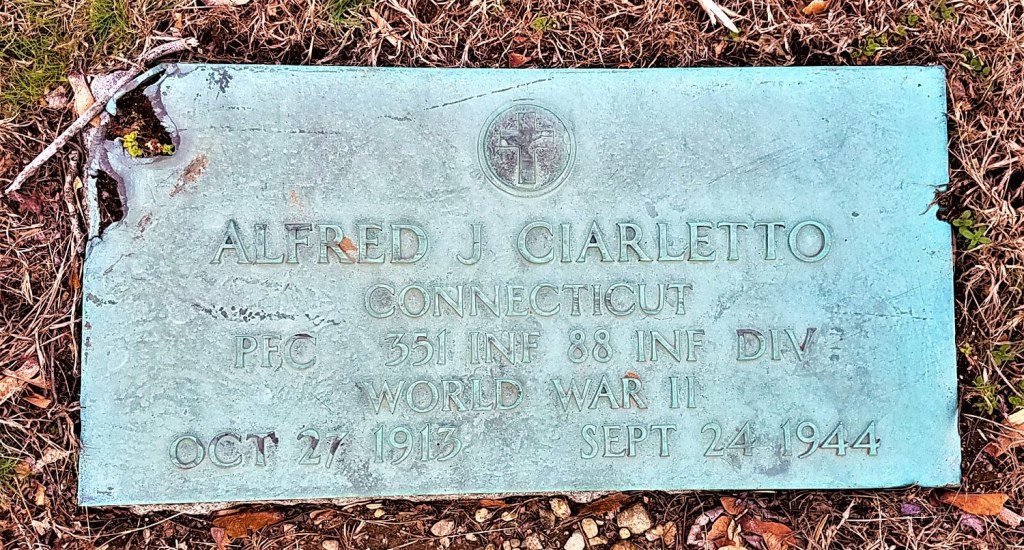 ALFRED J CIARLETTO
CONNECTICUT
PFC 351 INF 88 INF DIV
WORLD WAR II
OCT 27 1913 SEPT 24 1944